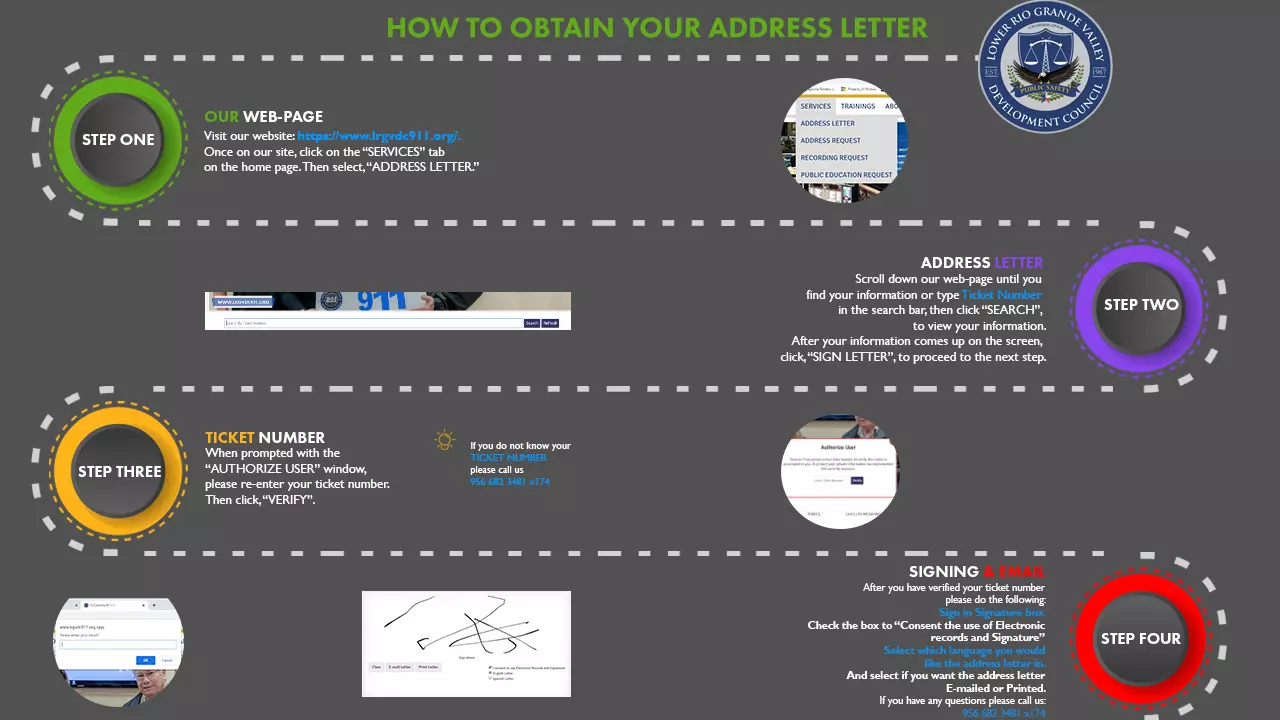 HOW TO OBTAIN YOUR ADDRESS LETTER
LOWER RIO GRANDE VALLEY
EST. 1967
PUBLIC SAFETY
DEVELOPMENT COUNCIL
STEP ONE
OUR WEB-PAGE
Visit our website: https://www.lrgvdc911.org/.
Once on our site, click on the “SERVICES” tab
on the home page. Then select, “ADDRESS LETTER.”
SERVICES TRAININGS ABO
ADDRESS LETTER
ADDRESS REQUEST
RECORDING REQUEST
PUBLIC EDUCATION REQUEST
ADDRESS LETTER
Scroll down our web-page until you
find your information or type Ticket Number
in the search bar, then click “SEARCH”,
to view your information.
After your information comes up on the screen,
click, “SIGN LETTER”, to proceed to the next step.
STEP TWO
WWW.LRGVDC911.ORG
911
Search By Ticket Number
Search Refresh
STEP THREE
TICKET NUMBER
When prompted with the
“AUTHORIZE USER” window,
please re-enter your ticket number.
Then click, “VERIFY”.
If you do not know your
TICKET NUMBER
please call us
956 682 3481 x174
Authorize User
Verify
SIGNING & EMAIL
After you have verified your ticket number
please do the following:
Sign in Signature box.
Check the box to “Consent the use of Electronic
records and Signature”
Select which language you would
like the address letter in.
And select if you want the address letter
E-mailed or Printed.
If you have any questions please call us:
956 682 3481 x174
STEP FOUR
www.lrgvdc911.org says
Please enter your email?
OK Cancel
Sign above
Clear E-mail Letter Print Letter
Consent to use Electronic Records and Signatures
English Letter
Spanish Letter